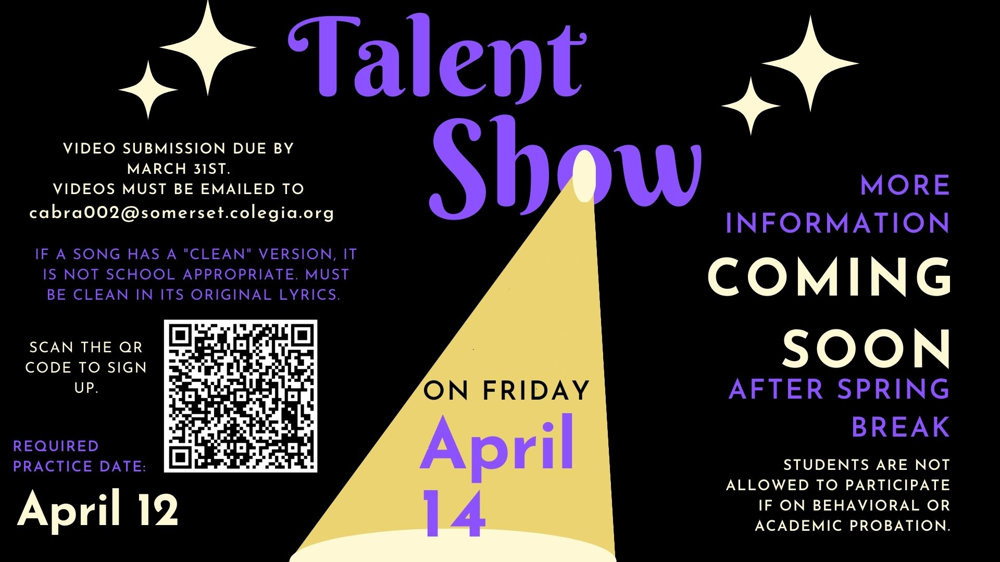 Talent
Show
VIDEO SUBMISSION DUE BY
MARCH 31ST.
VIDEOS MUST BE EMAILED TO
cabra002@somerset.colegia.org
IF A SONG HAS A "CLEAN" VERSION, IT
IS NOT SCHOOL APPROPRIATE. MUST
BE CLEAN IN ITS ORIGINAL LYRICS.
SCAN THE QR
CODE TO SIGN
UP.
REQUIRED
PRACTICE DATE:
April 12
ON FRIDAY
April
14
MORE
INFORMATION
COMING
SOON
AFTER SPRING
BREAK
STUDENTS ARE NOT
ALLOWED TO PARTICIPATE
IF ON BEHAVIORAL OR
ACADEMIC PROBATION.